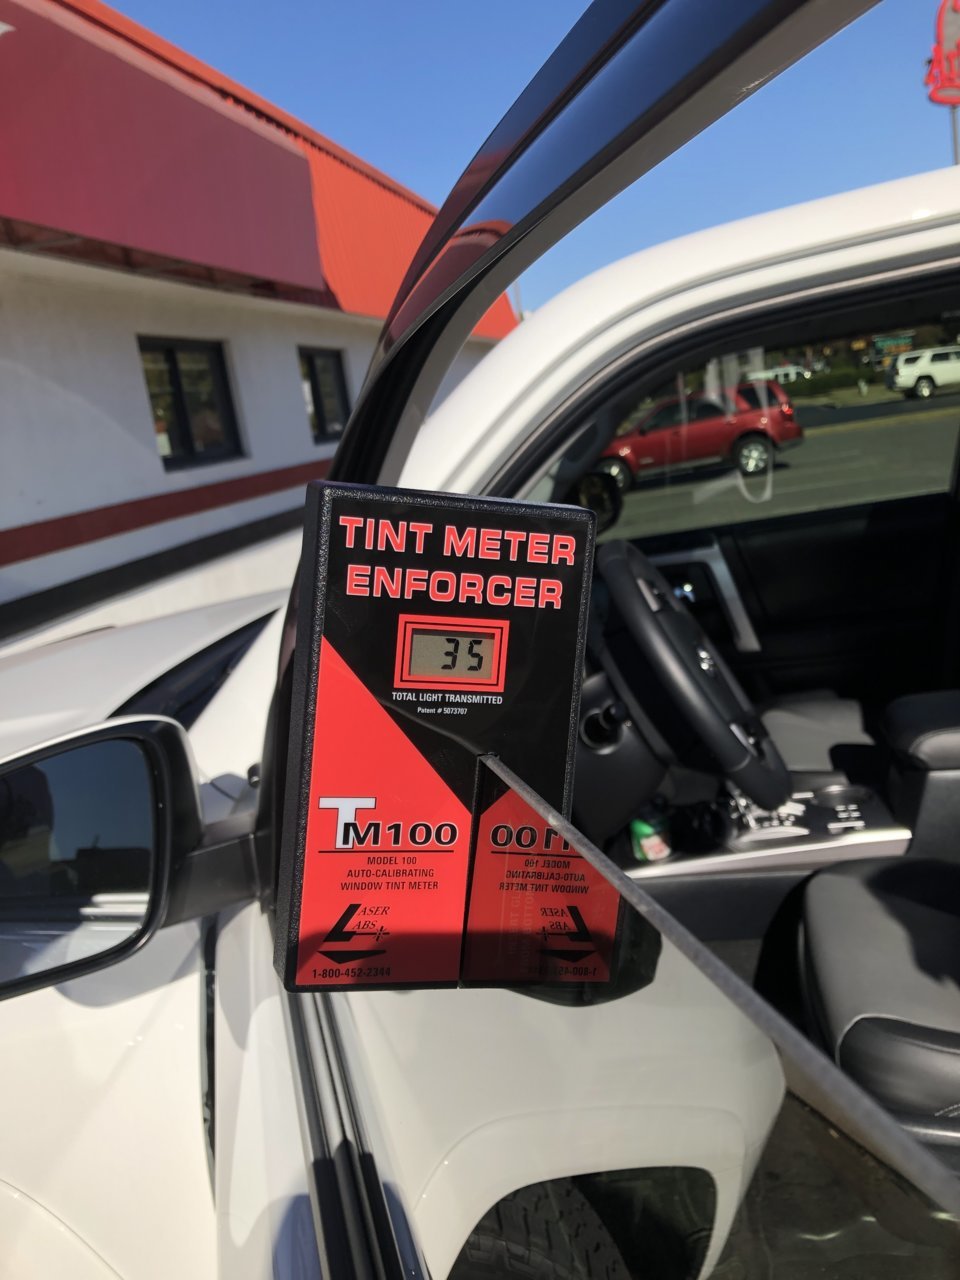 TINT METER
ENFORCER
35
TOTAL LIGHT TRANSMITTED
Patent # 5073707
TM100
MODEL 100
AUTO-CALIBRATING
WINDOW TINT METER
LASER
LABS
1-800-452-2344